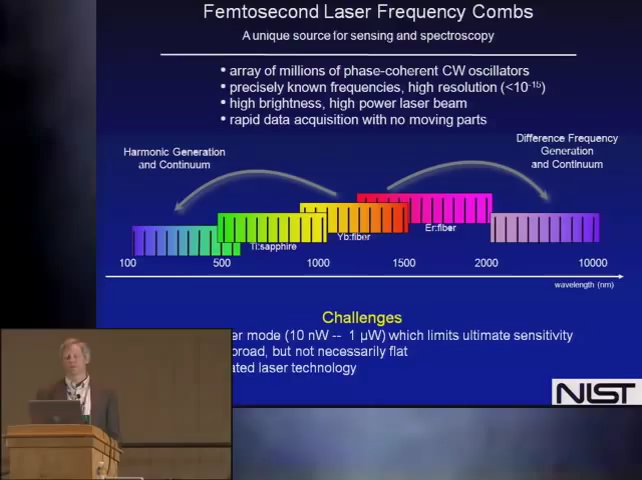 Femtosecond Laser Frequency Combs
A unique source for sensing and spectroscopy
• array of millions of phase-coherent CW oscillators
• precisely known frequencies, high resolution (<10⁻¹⁵)
• high brightness, high power laser beam
• rapid data acquisition with no moving parts
Harmonic Generation
and Continuum
Difference Frequency
Generation
and Continuum
Ti:sapphire
Yb:fiber
Er:fiber
100 500 1000 1500 2000 10000
wavelength (nm)
Challenges
er mode (10 nW -- 1 µW) which limits ultimate sensitivity
broad, but not necessarily flat
ated laser technology
NIST